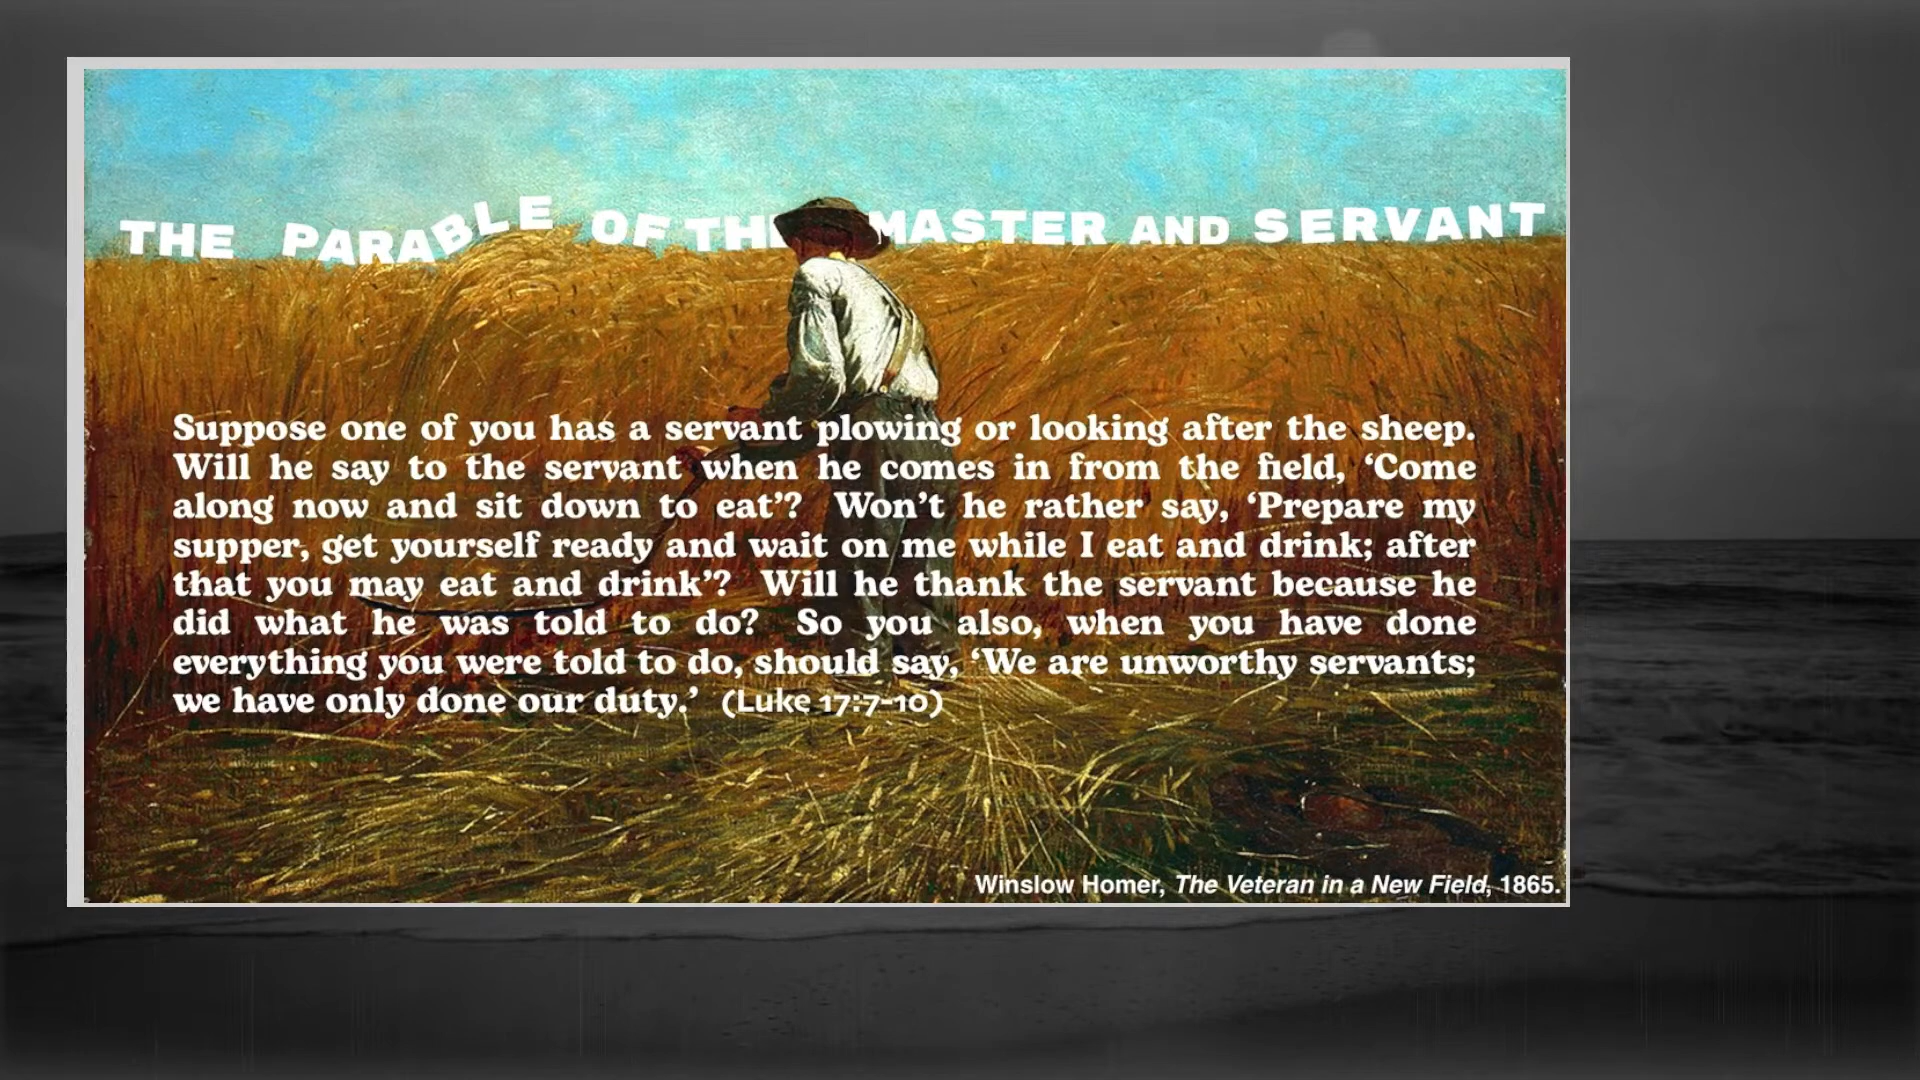 THE PARABLE OF THE MASTER AND SERVANT
Suppose one of you has a servant plowing or looking after the sheep.
Will he say to the servant when he comes in from the field, ‘Come
along now and sit down to eat’? Won’t he rather say, ‘Prepare my
supper, get yourself ready and wait on me while I eat and drink; after
that you may eat and drink’? Will he thank the servant because he
did what he was told to do? So you also, when you have done
everything you were told to do, should say, ‘We are unworthy servants;
we have only done our duty.’ (Luke 17:7-10)
Winslow Homer, The Veteran in a New Field, 1865.